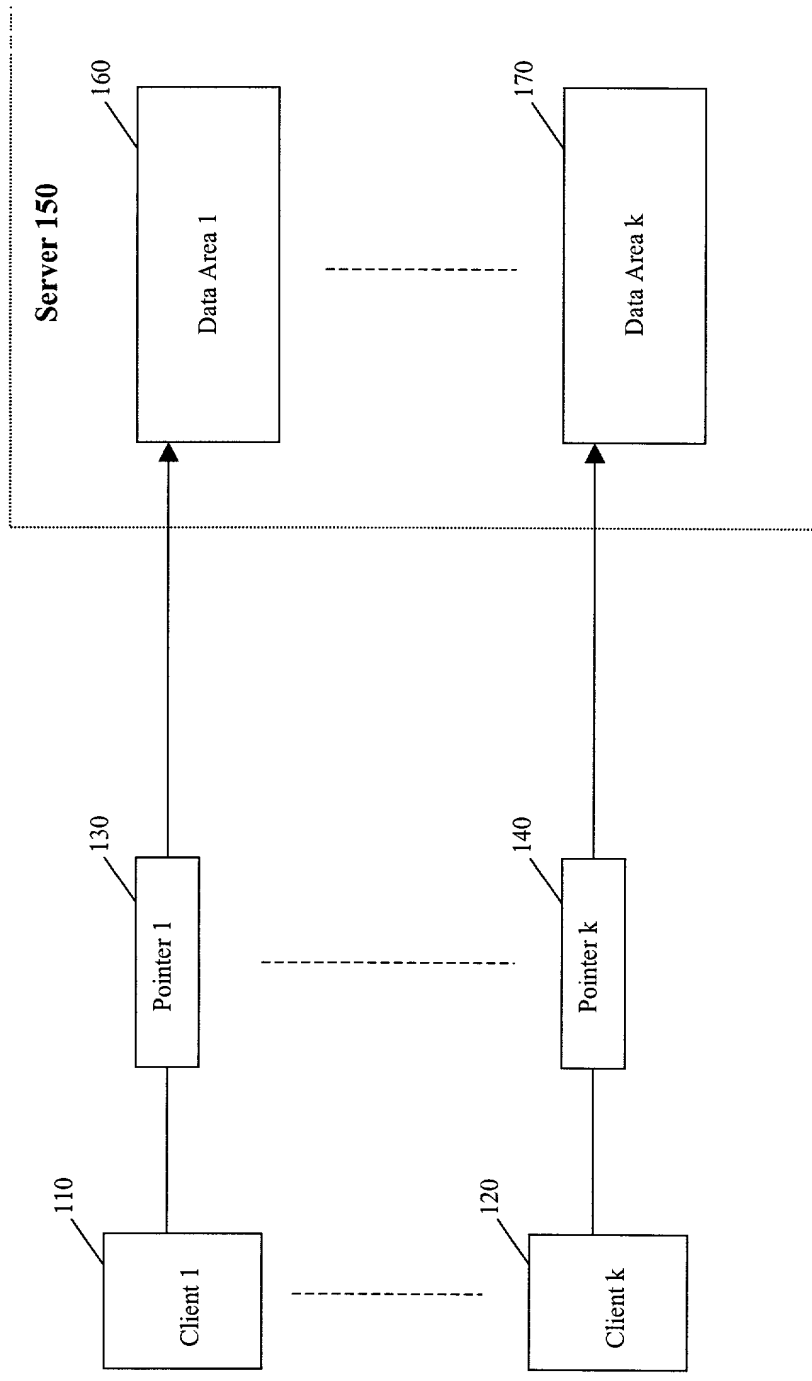 Server 150
160
Data Area 1
170
Data Area k
130
Pointer 1
140
Pointer k
110
Client 1
120
Client k